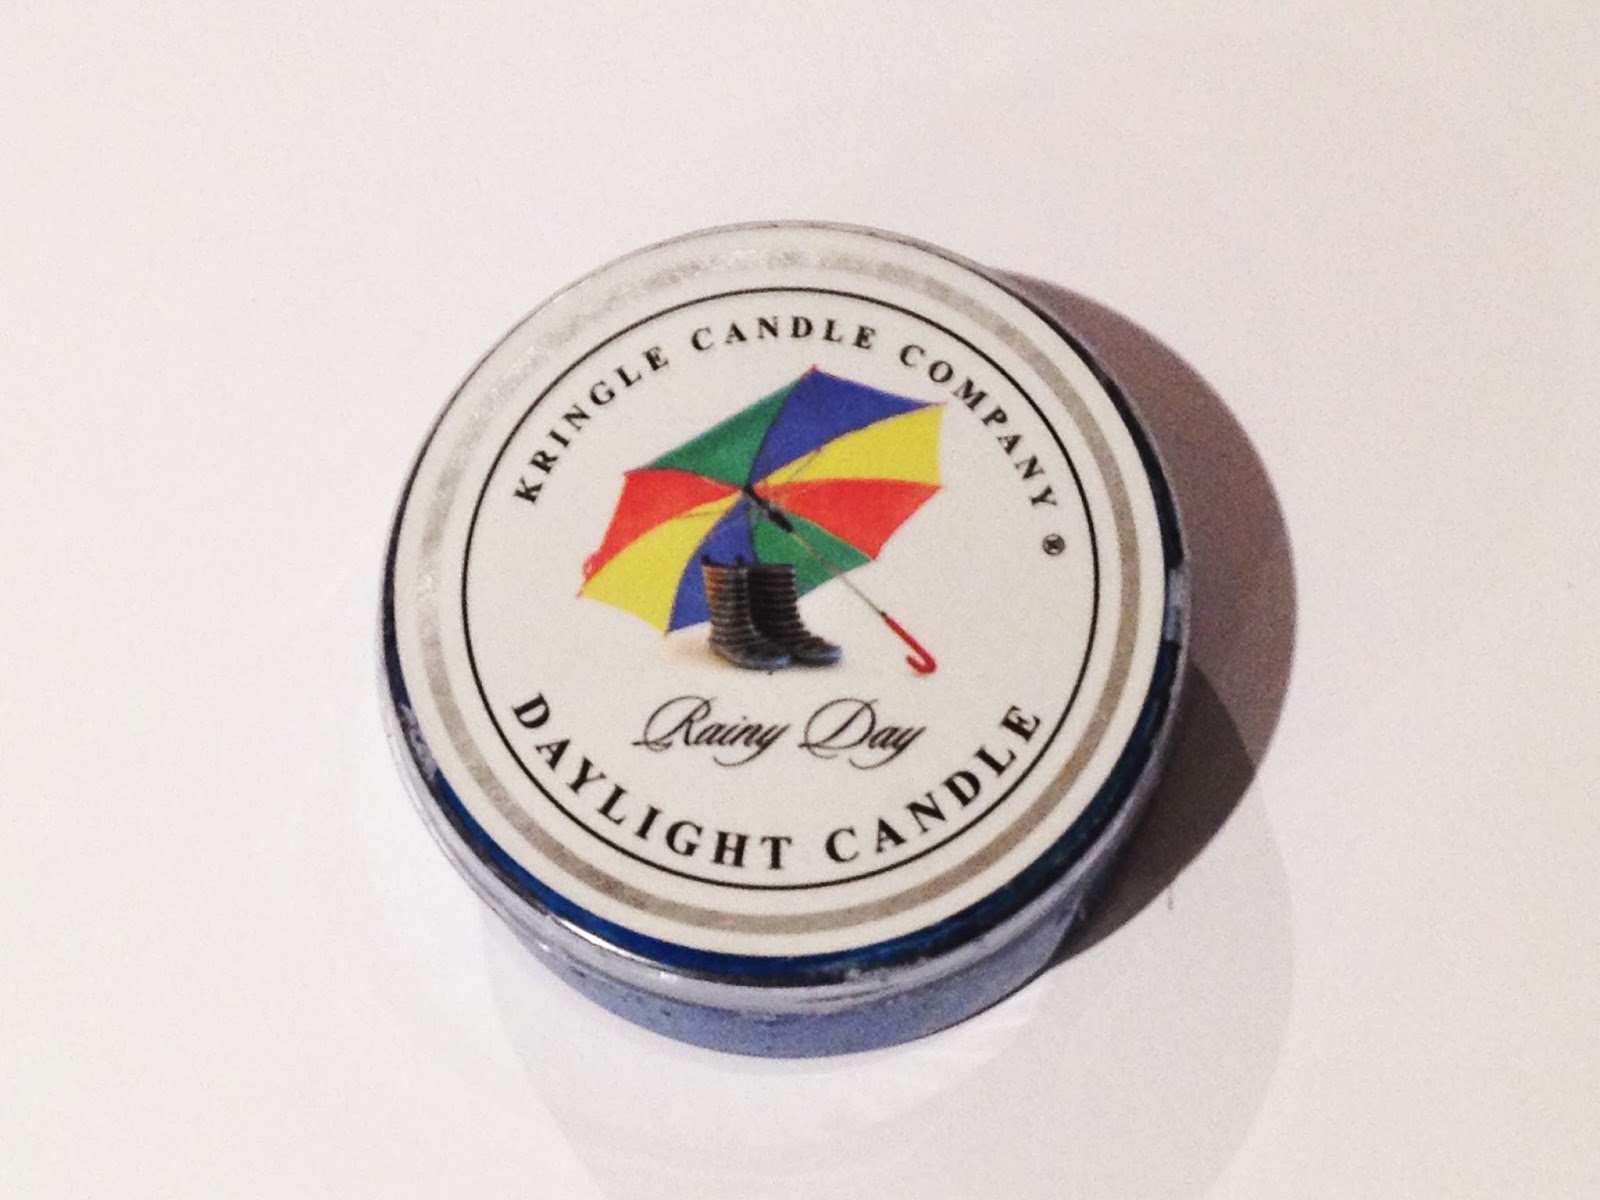 KRINGLE CANDLE COMPANY ®
Rainy Day
DAYLIGHT CANDLE